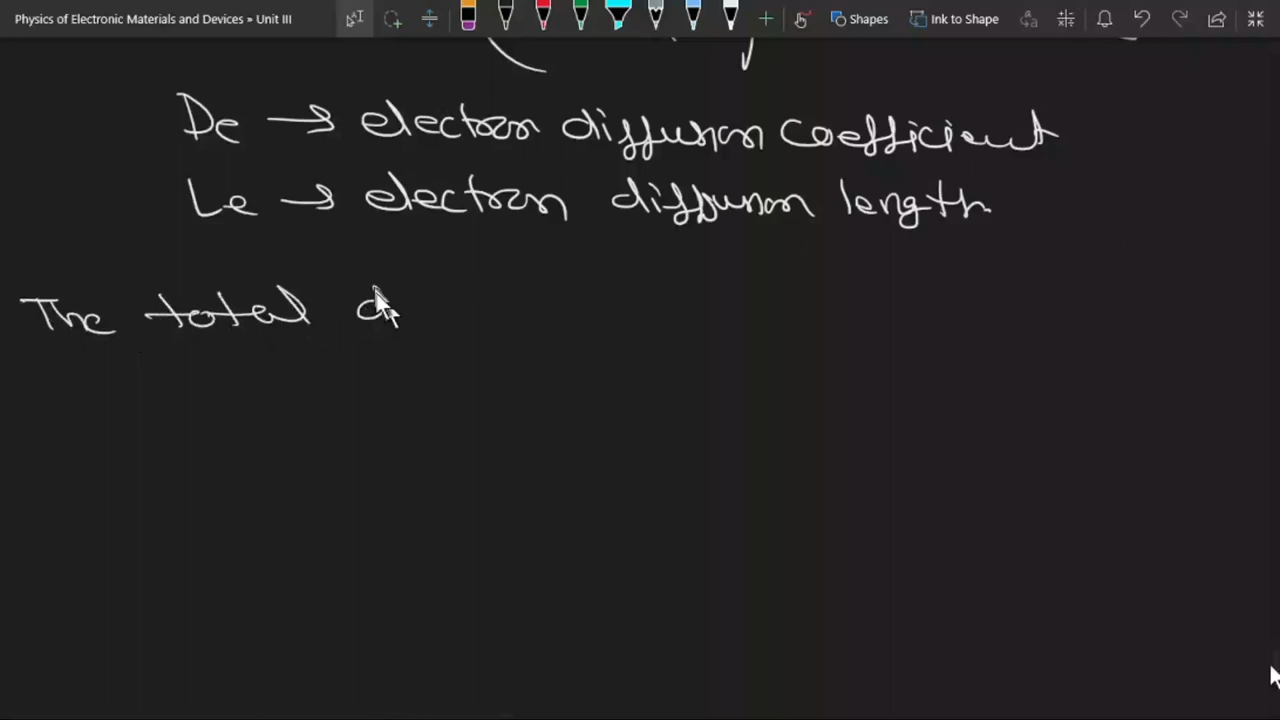 Physics of Electronic Materials and Devices » Unit III
Shapes
Ink to Shape
De → electron diffusion coefficient
Le → electron diffusion length
The total